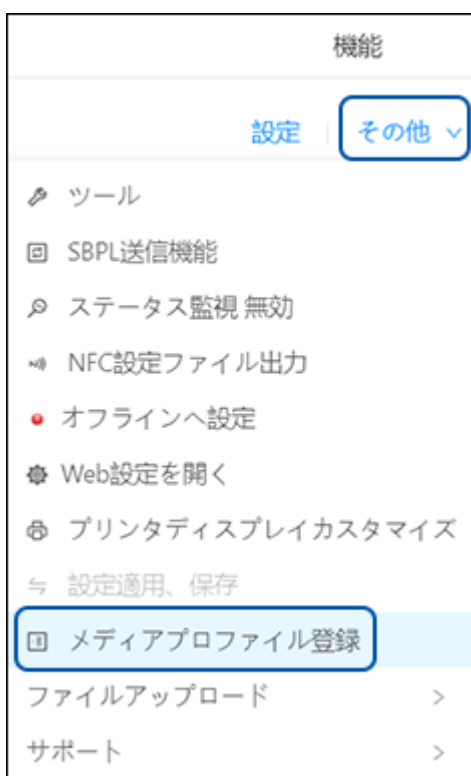 機能
設定 その他
ツール
SBPL送信機能
ステータス監視 無効
NFC設定ファイル出力
オフラインへ設定
Web設定を開く
プリンタディスプレイカスタマイズ
設定適用、保存
メディアプロファイル登録
ファイルアップロード
サポート